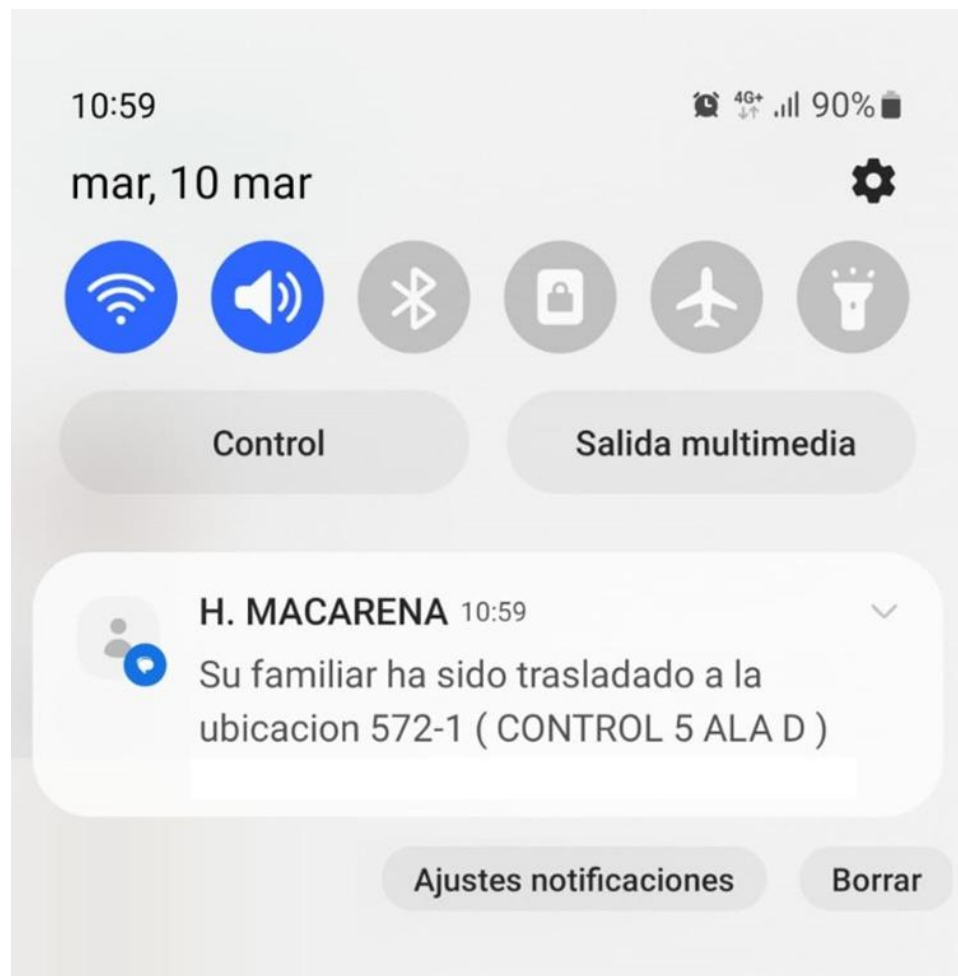 10:59 4G+ 90%
mar, 10 mar
Control Salida multimedia
H. MACARENA 10:59
Su familiar ha sido trasladado a la
ubicacion 572-1 ( CONTROL 5 ALA D )
Ajustes notificaciones Borrar